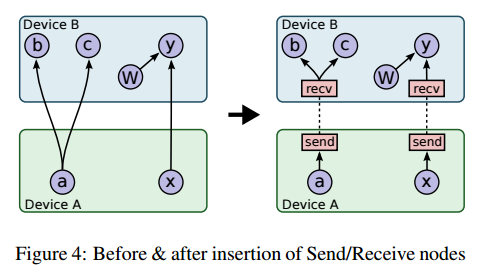 Device B
b
c
y
W
a
x
Device A
Device B
b
c
y
W
recv
recv
send
send
a
x
Device A
Figure 4: Before & after insertion of Send/Receive nodes